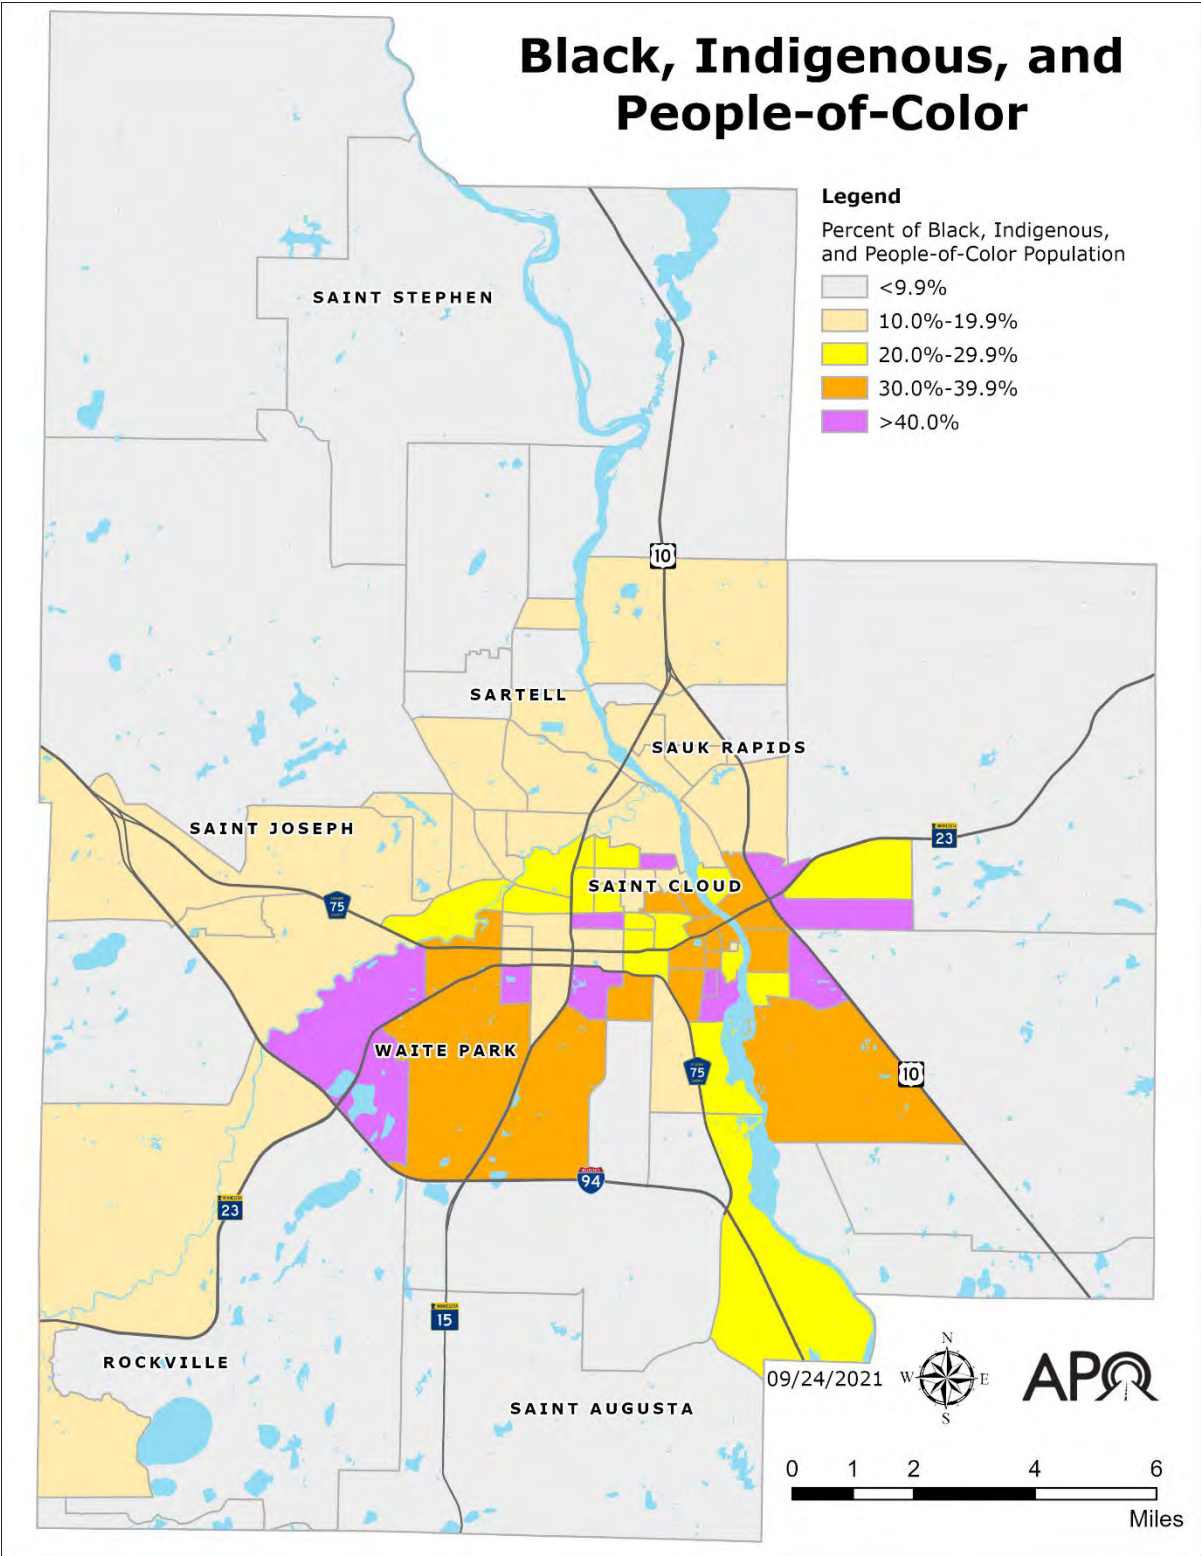 Black, Indigenous, and
People-of-Color
Legend
Percent of Black, Indigenous,
and People-of-Color Population
<9.9%
10.0%-19.9%
20.0%-29.9%
30.0%-39.9%
>40.0%
SAINT STEPHEN
10
SARTELL
SAUK RAPIDS
SAINT JOSEPH
MINNESOTA
23
SAINT CLOUD
75
WAITE PARK
75
10
94
MINNESOTA
23
MINNESOTA
15
ROCKVILLE
SAINT AUGUSTA
09/24/2021
N
W E
S
APO
0 1 2 4 6
Miles